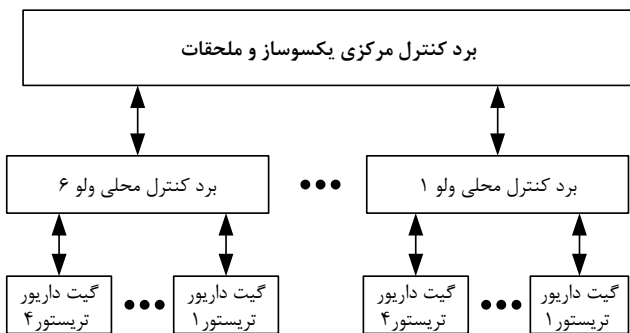 برد کنترل مرکزی یکسوساز و ملحقات
برد کنترل محلی ولو ۱
برد کنترل محلی ولو ۶
گیت داریور
تریستور۱
گیت داریور
تریستور۴
گیت داریور
تریستور۱
گیت داریور
تریستور۴